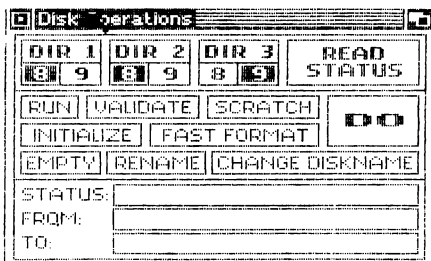 Disk Operations
DIR 1 DIR 2 DIR 3 READ STATUS
8 9 8 9 8 9
RUN VALIDATE SCRATCH DO
INITIALIZE FAST FORMAT
EMPTY RENAME CHANGE DISKNAME
STATUS:
FROM:
TO: